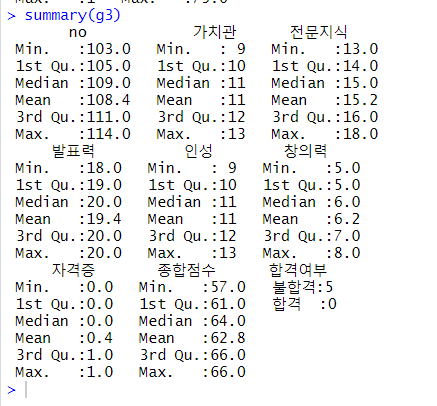 > summary(g3)
no 가치관 전문지식
Min. :103.0 Min. : 9 Min. :13.0
1st Qu.:105.0 1st Qu.:10 1st Qu.:14.0
Median :109.0 Median :11 Median :15.0
Mean :108.4 Mean :11 Mean :15.2
3rd Qu.:111.0 3rd Qu.:12 3rd Qu.:16.0
Max. :114.0 Max. :13 Max. :18.0
발표력 인성 창의력
Min. :18.0 Min. : 9 Min. :5.0
1st Qu.:19.0 1st Qu.:10 1st Qu.:5.0
Median :20.0 Median :11 Median :6.0
Mean :19.4 Mean :11 Mean :6.2
3rd Qu.:20.0 3rd Qu.:12 3rd Qu.:7.0
Max. :20.0 Max. :13 Max. :8.0
자격증 종합점수 합격여부
Min. :0.0 Min. :57.0 불합격:5
1st Qu.:0.0 1st Qu.:61.0 합격 :0
Median :0.0 Median :64.0
Mean :0.4 Mean :62.8
3rd Qu.:1.0 3rd Qu.:66.0
Max. :1.0 Max. :66.0
>